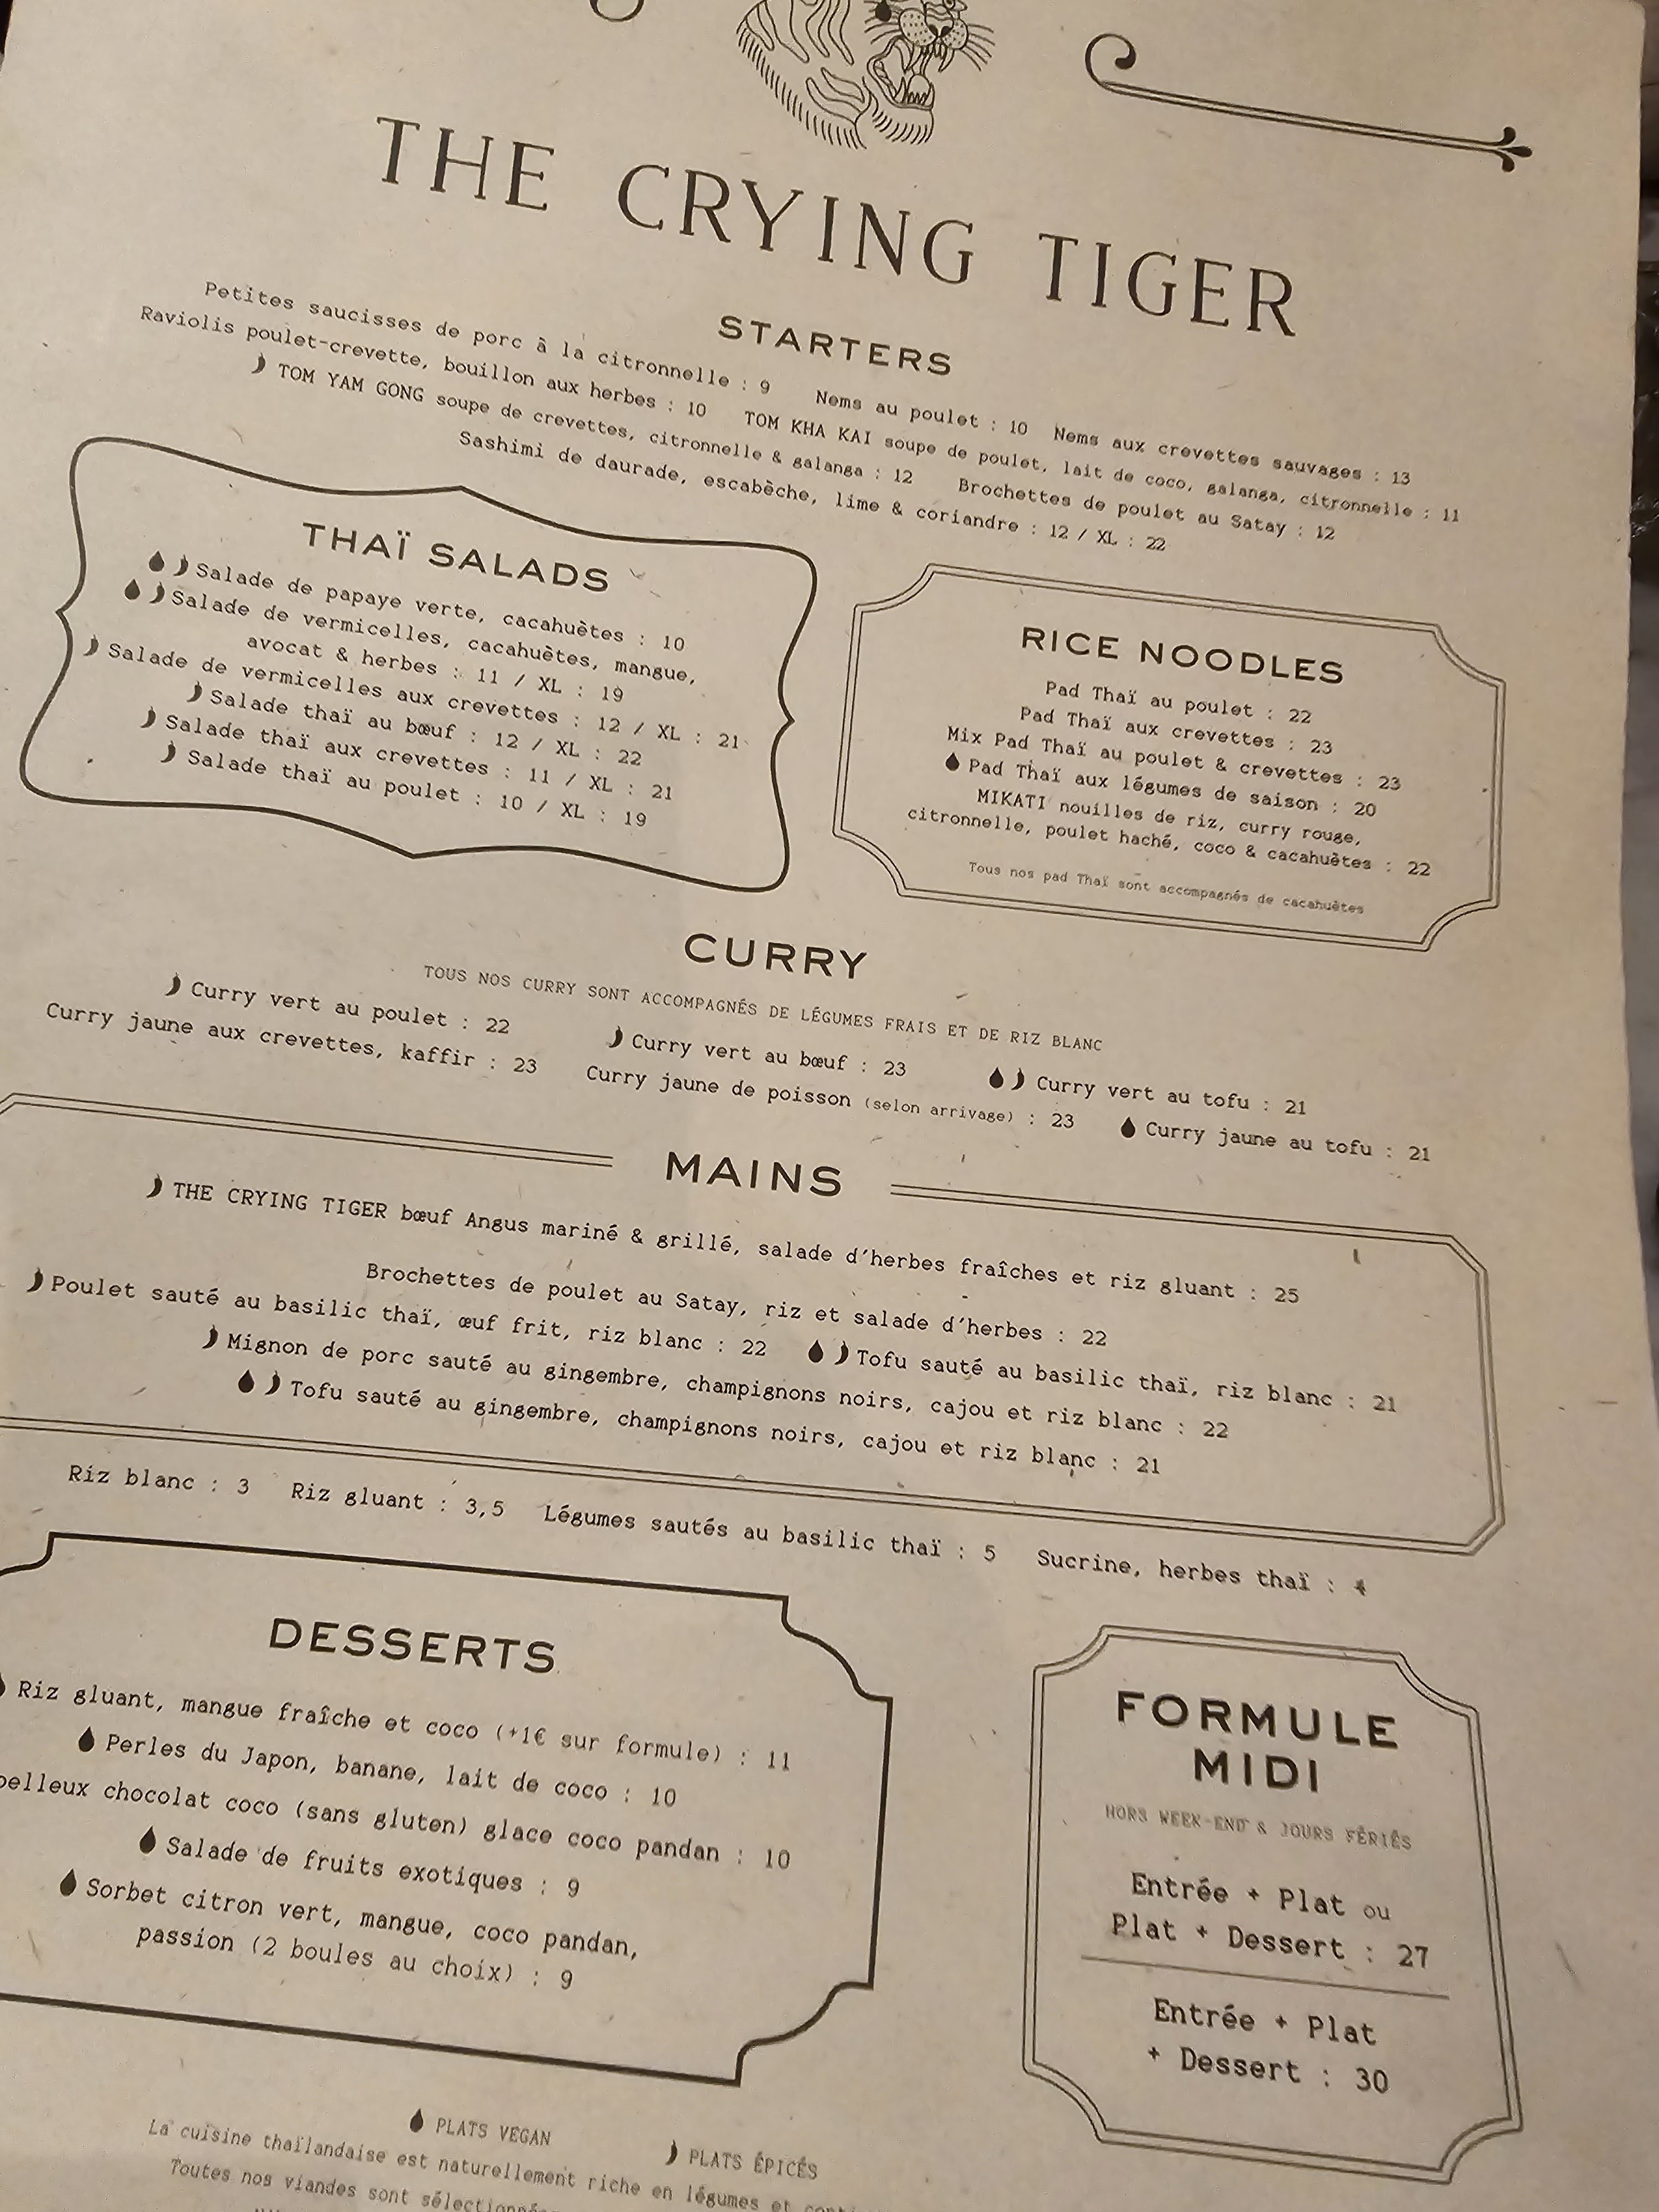 THE CRYING TIGER
STARTERS
Petites saucisses de porc à la citronnelle : 9 Nems au poulet : 10 Nems aux crevettes sauvages : 13
Raviolis poulet-crevette, bouillon aux herbes : 10 TOM KHA KAI soupe de poulet, lait de coco, galanga, citronnelle : 11
TOM YAM GONG soupe de crevettes, citronnelle & galanga : 12 Brochettes de poulet au Satay : 12
Sashimi de daurade, escabèche, lime & coriandre : 12 / XL : 22
THAÏ SALADS
Salade de papaye verte, cacahuètes : 10
Salade de vermicelles, cacahuètes, mangue,
avocat & herbes : 11 / XL : 19
Salade de vermicelles aux crevettes : 12 / XL : 21
Salade thaï au bœuf : 12 / XL : 22
Salade thaï aux crevettes : 11 / XL : 21
Salade thaï au poulet : 10 / XL : 19
RICE NOODLES
Pad Thaï au poulet : 22
Pad Thaï aux crevettes : 23
Mix Pad Thaï au poulet & crevettes : 23
Pad Thaï aux légumes de saison : 20
MIKATI nouilles de riz, curry rouge,
citronnelle, poulet haché, coco & cacahuètes : 22
Tous nos pad Thaï sont accompagnés de cacahuètes
CURRY
TOUS NOS CURRY SONT ACCOMPAGNÉS DE LÉGUMES FRAIS ET DE RIZ BLANC
Curry vert au poulet : 22 Curry vert au bœuf : 23 Curry vert au tofu : 21
Curry jaune aux crevettes, kaffir : 23 Curry jaune de poisson (selon arrivage) : 23 Curry jaune au tofu : 21
MAINS
THE CRYING TIGER bœuf Angus mariné & grillé, salade d'herbes fraîches et riz gluant : 25
Brochettes de poulet au Satay, riz et salade d'herbes : 22
Poulet sauté au basilic thaï, œuf frit, riz blanc : 22 Tofu sauté au basilic thaï, riz blanc : 21
Mignon de porc sauté au gingembre, champignons noirs, cajou et riz blanc : 22
Tofu sauté au gingembre, champignons noirs, cajou et riz blanc : 21
Riz blanc : 3 Riz gluant : 3,5 Légumes sautés au basilic thaï : 5 Sucrine, herbes thaï : 4
DESSERTS
Riz gluant, mangue fraîche et coco (+1€ sur formule) : 11
Perles du Japon, banane, lait de coco : 10
elleux chocolat coco (sans gluten) glace coco pandan : 10
Salade de fruits exotiques : 9
Sorbet citron vert, mangue, coco pandan,
passion (2 boules au choix) : 9
FORMULE
MIDI
HORS WEEK-END & JOURS FÉRIÉS
Entrée + Plat ou
Plat + Dessert : 27
Entrée + Plat
+ Dessert : 30
PLATS VEGAN PLATS ÉPICÉS
La cuisine thaïlandaise est naturellement riche en légumes et
Toutes nos viandes sont